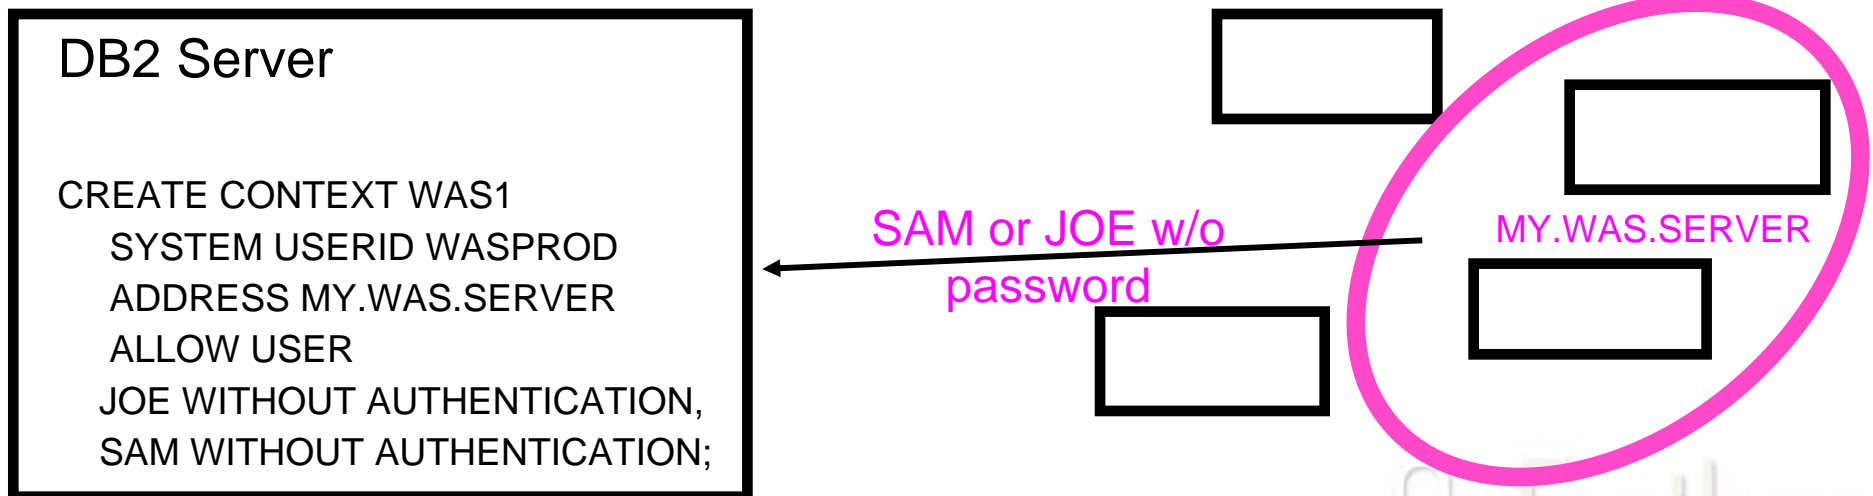 DB2 Server
CREATE CONTEXT WAS1
SYSTEM USERID WASPROD
ADDRESS MY.WAS.SERVER
ALLOW USER
JOE WITHOUT AUTHENTICATION,
SAM WITHOUT AUTHENTICATION;
SAM or JOE w/o
password
MY.WAS.SERVER